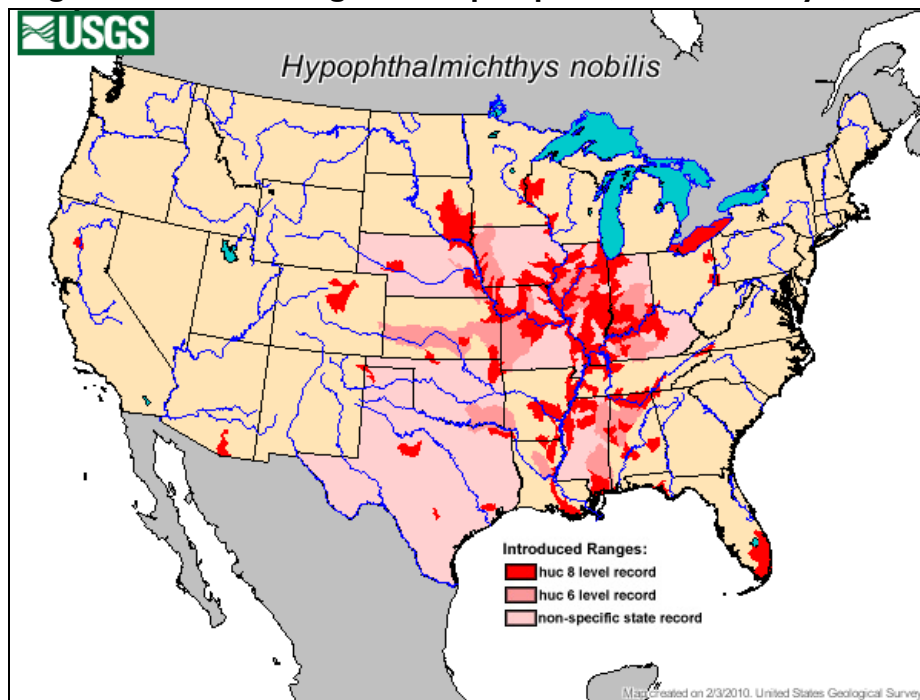 USGS
Hypophthalmichthys nobilis
Introduced Ranges:
huc 8 level record
huc 6 level record
non-specific state record
Map created on 2/3/2010. United States Geological Surve